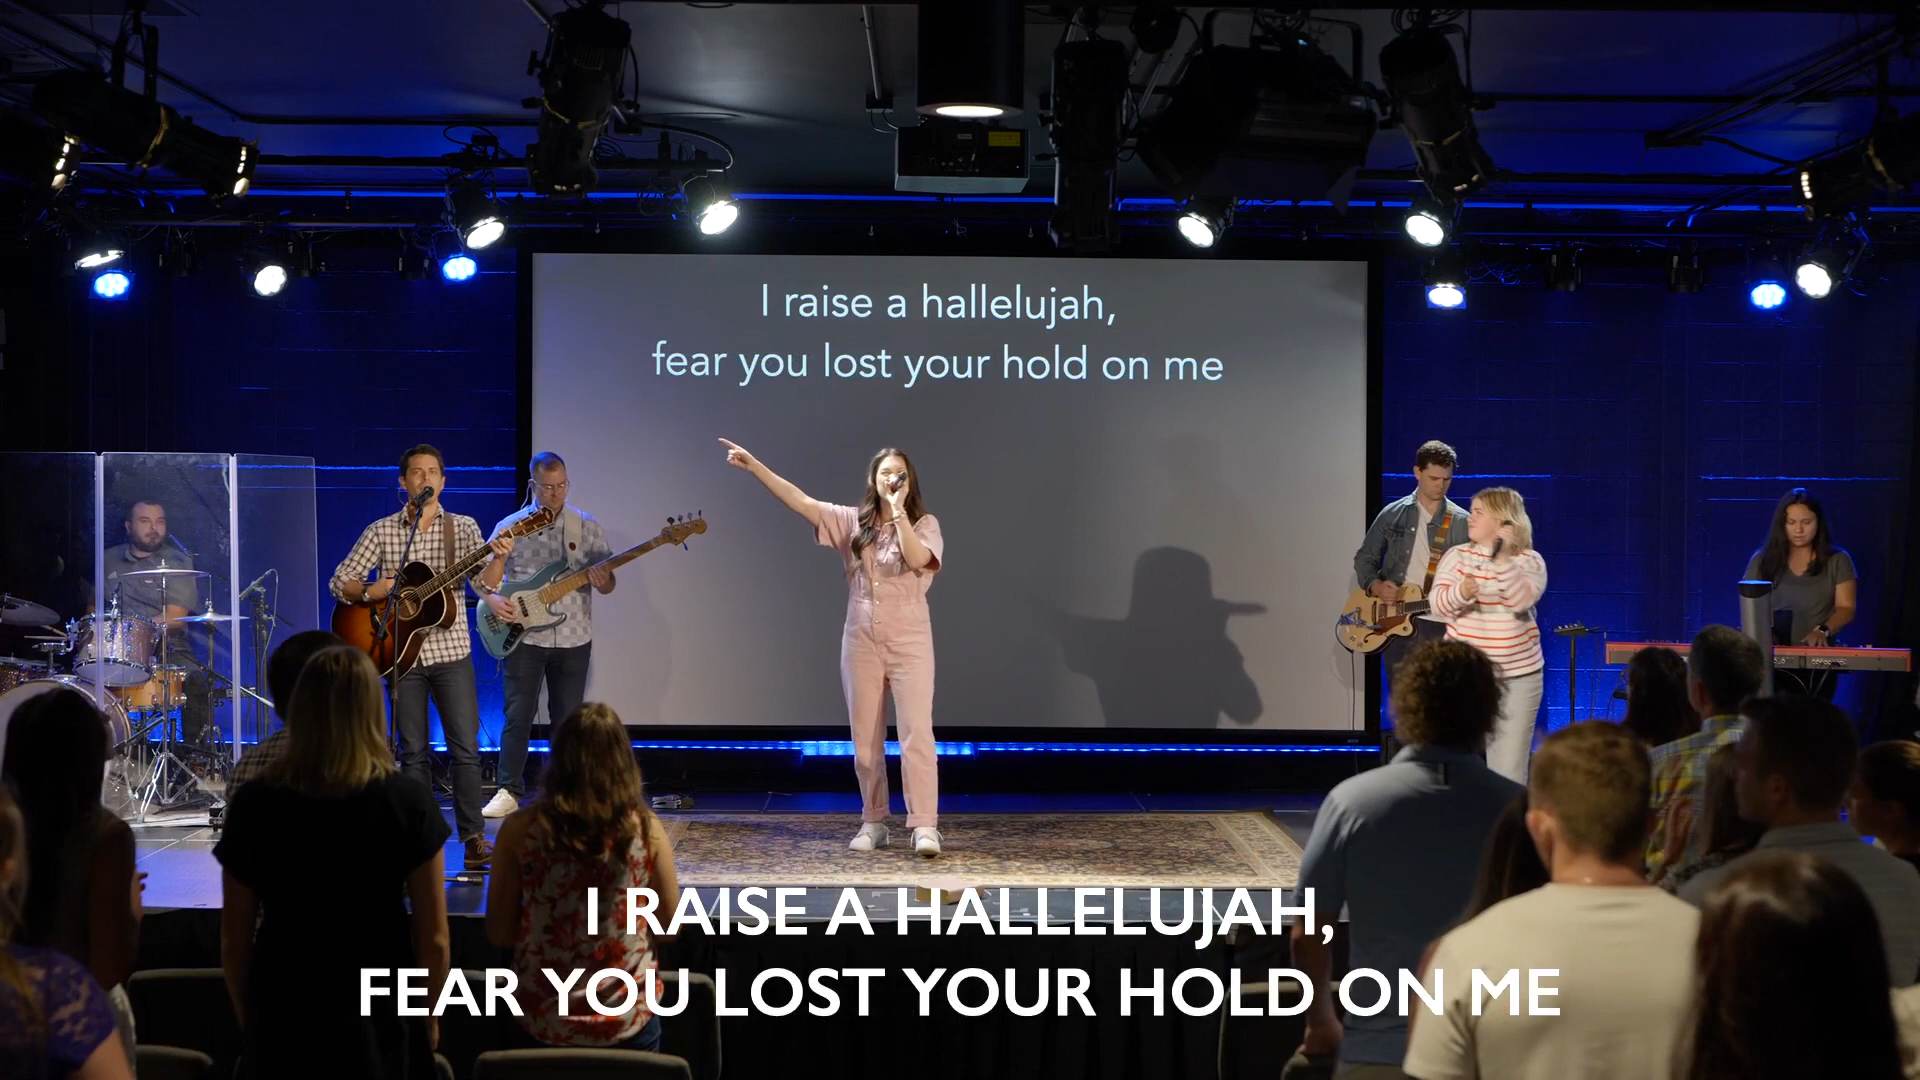 I raise a hallelujah,
fear you lost your hold on me
I RAISE A HALLELUJAH,
FEAR YOU LOST YOUR HOLD ON ME